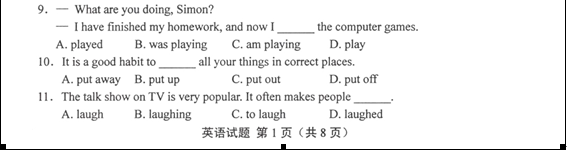 9. — What are you doing, Simon?
— I have finished my homework, and now I ______ the computer games.
A. played B. was playing C. am playing D. play
10. It is a good habit to ______ all your things in correct places.
A. put away B. put up C. put out D. put off
11. The talk show on TV is very popular. It often makes people ______.
A. laugh B. laughing C. to laugh D. laughed
英语试题 第 1 页（共 8 页）